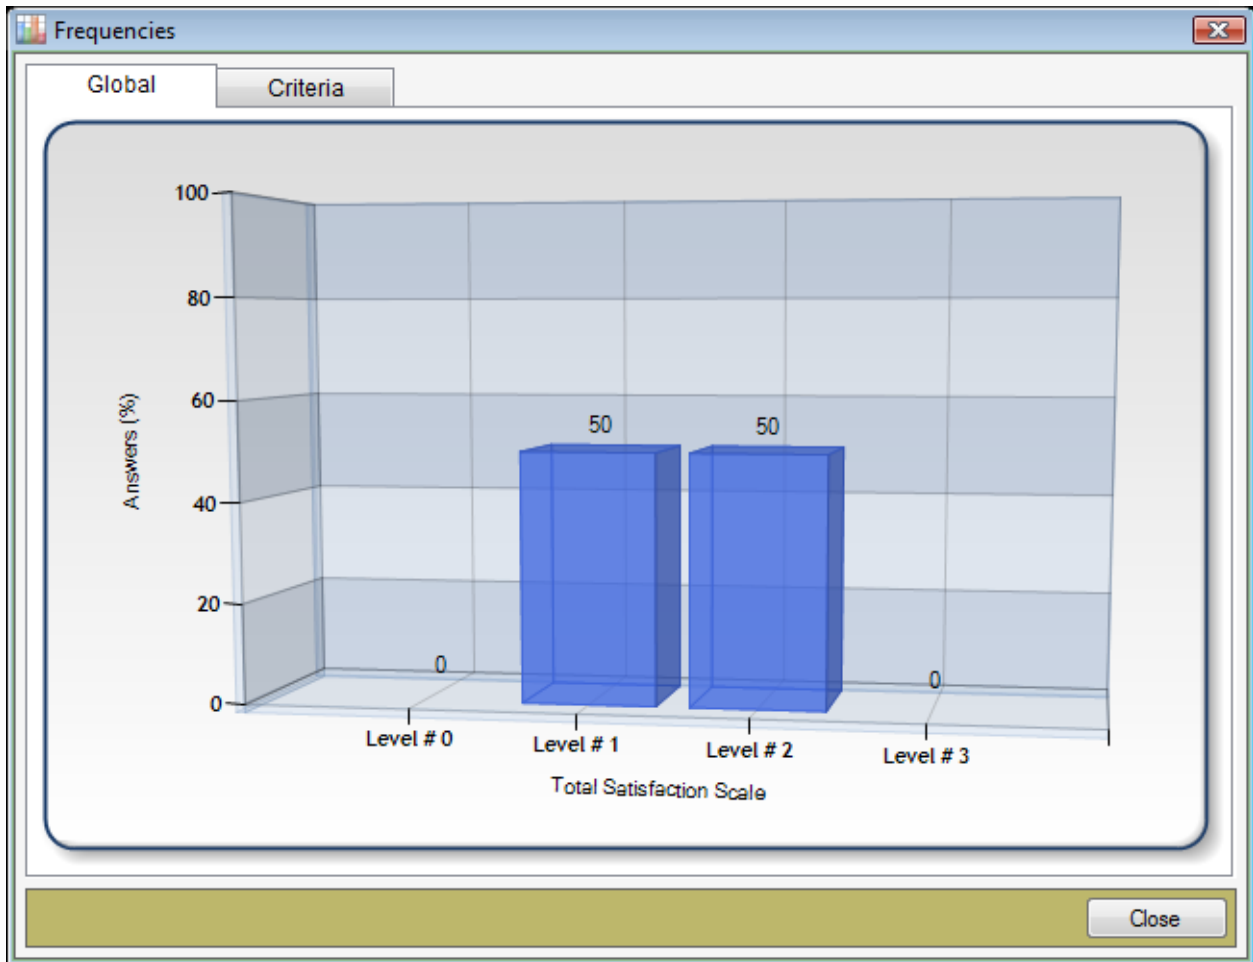 Frequencies
Global
Criteria
100
80
60
40
20
0
Answers (%)
0
50
50
0
Level # 0
Level # 1
Level # 2
Level # 3
Total Satisfaction Scale
Close